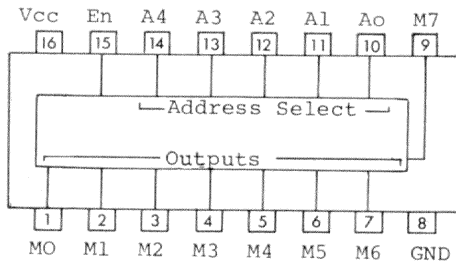 Vcc En A4 A3 A2 A1 Ao M7
16 15 14 13 12 11 10 9
Address Select
Outputs
1 2 3 4 5 6 7 8
MO M1 M2 M3 M4 M5 M6 GND